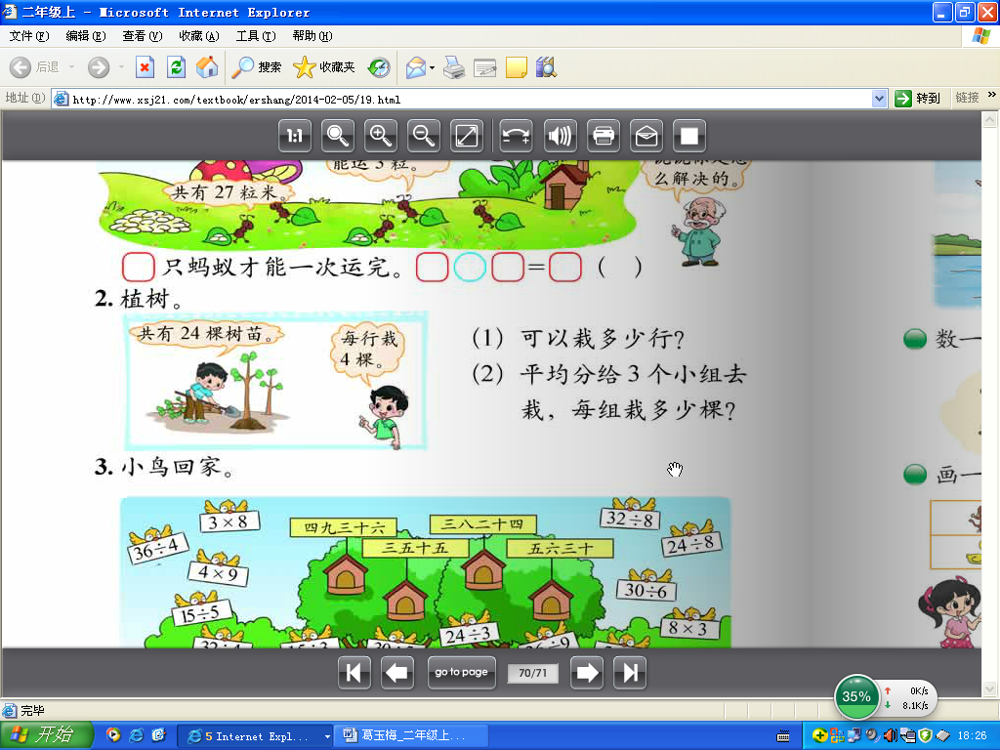 二年级上 - Microsoft Internet Explorer
文件(F) 编辑(E) 查看(V) 收藏(A) 工具(T) 帮助(H)
后退 搜索 收藏夹
地址(D) http://www.xsj21.com/textbook/ershang/2014-02-05/19.html 转到 链接 »
1:1
能运3粒。
共有27粒米。
么解决的。
只蚂蚁才能一次运完。 = ( )
2. 植树。
共有24棵树苗。
每行栽
4棵。
(1) 可以栽多少行?
(2) 平均分给3个小组去
栽，每组栽多少棵?
数一
画一
3. 小鸟回家。
3×8
四九三十六
三八二十四
32÷8
36÷4
三五十五
五六三十
24÷8
4×9
30÷6
15÷5
24÷3
8×3
go to page
70/71
35%
0K/s
8.1K/s
完毕
开始
5 Internet Expl...
葛玉梅_二年级上...
18:26